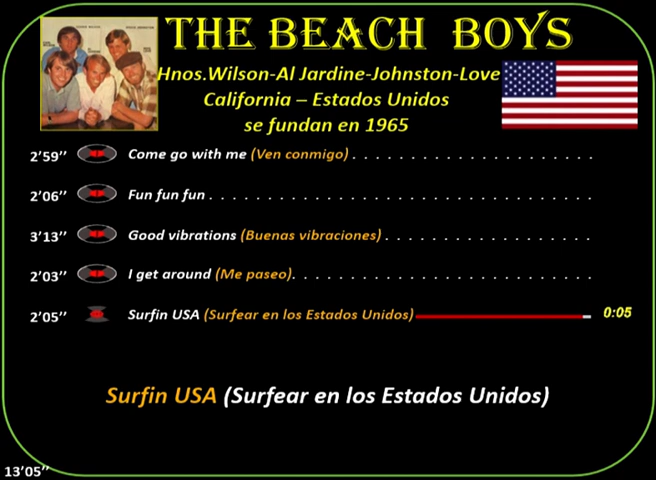 THE BEACH BOYS
Hnos.Wilson-Al Jardine-Johnston-Love
California – Estados Unidos
se fundan en 1965
2’59’’ Come go with me (Ven conmigo) . . . . . . . . . . . . . . . . . . . . .
2’06’’ Fun fun fun . . . . . . . . . . . . . . . . . . . . . . . . . . . . . . . . .
3’13’’ Good vibrations (Buenas vibraciones) . . . . . . . . . . . . . . . . . .
2’03’’ I get around (Me paseo). . . . . . . . . . . . . . . . . . . . . . . . . .
2’05’’ Surfin USA (Surfear en los Estados Unidos) 0:05
Surfin USA (Surfear en los Estados Unidos)
13’05’’